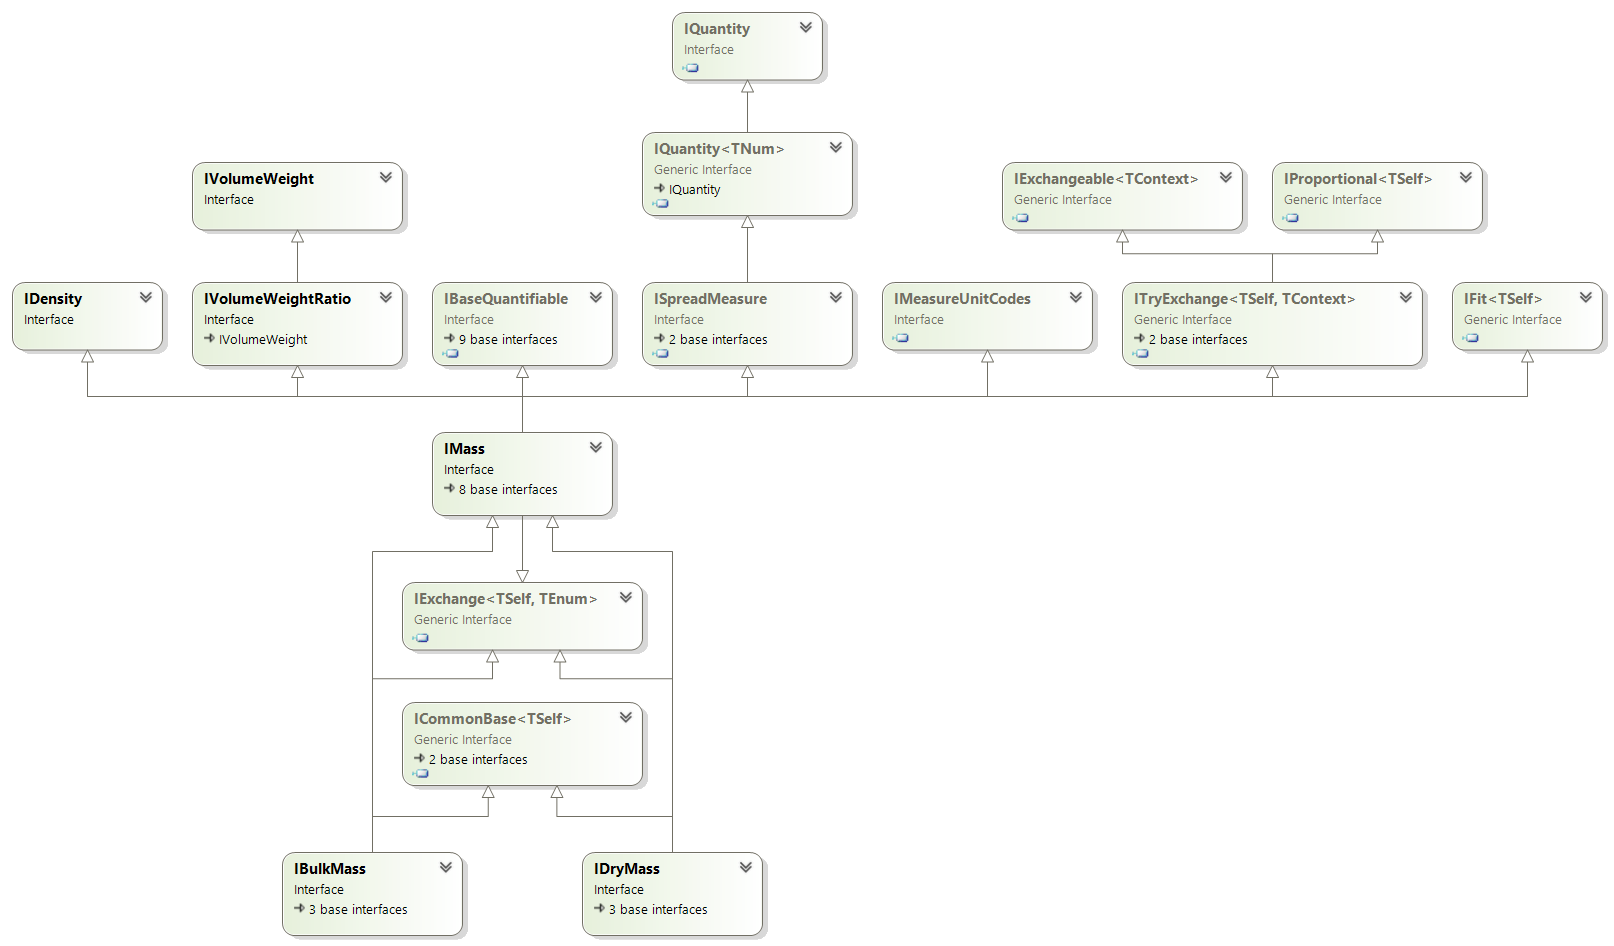 IQuantity
Interface
IQuantity<TNum>
Generic Interface
IQuantity
IVolumeWeight
Interface
IExchangeable<TContext>
Generic Interface
IProportional<TSelf>
Generic Interface
IDensity
Interface
IVolumeWeightRatio
Interface
IVolumeWeight
IBaseQuantifiable
Interface
9 base interfaces
ISpreadMeasure
Interface
2 base interfaces
IMeasureUnitCodes
Interface
ITryExchange<TSelf, TContext>
Generic Interface
2 base interfaces
IFit<TSelf>
Generic Interface
IMass
Interface
8 base interfaces
IExchange<TSelf, TEnum>
Generic Interface
ICommonBase<TSelf>
Generic Interface
2 base interfaces
IBulkMass
Interface
3 base interfaces
IDryMass
Interface
3 base interfaces